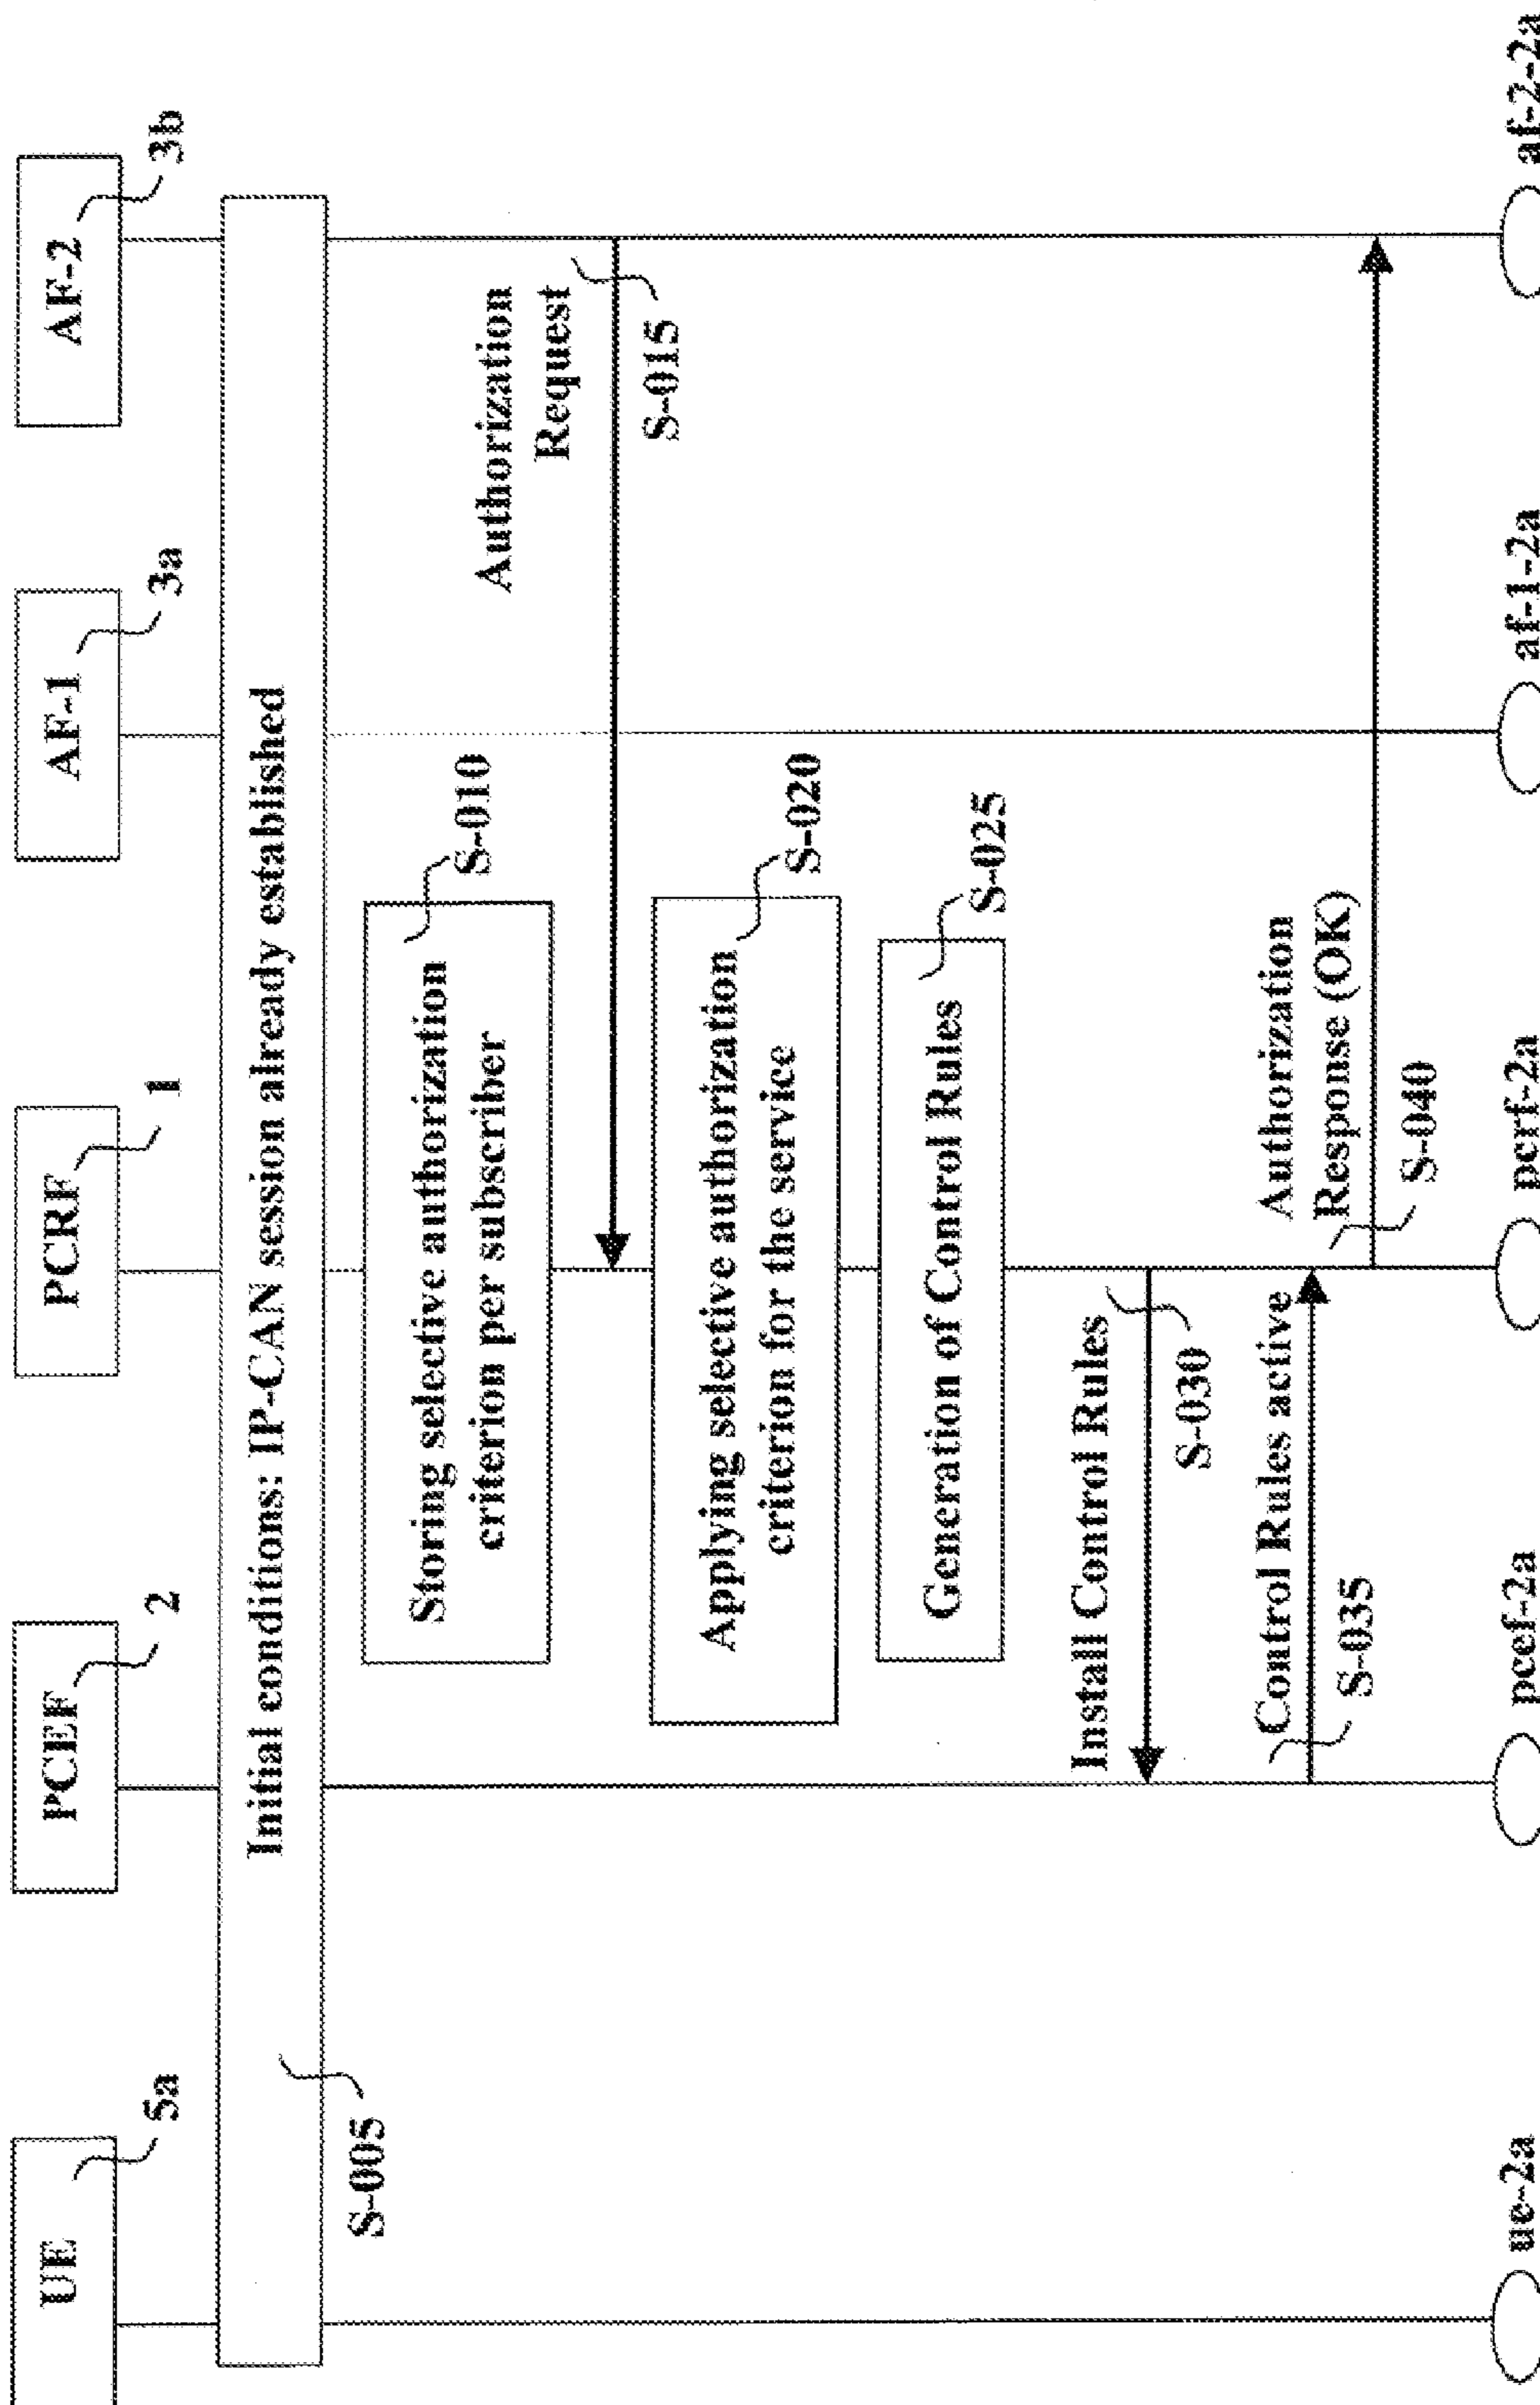 UE
5a
PCEF
2
PCRF
1
AF-1
3a
AF-2
3b
Initial conditions: IP-CAN session already established
S-005
Storing selective authorization
criterion per subscriber
S-010
Authorization
Request
S-015
Applying selective authorization
criterion for the service
S-020
Generation of Control Rules
S-025
Install Control Rules
S-030
Control Rules active
S-035
Authorization
Response (OK)
S-040
ue-2a
pcef-2a
pcrf-2a
af-1-2a
af-2-2a